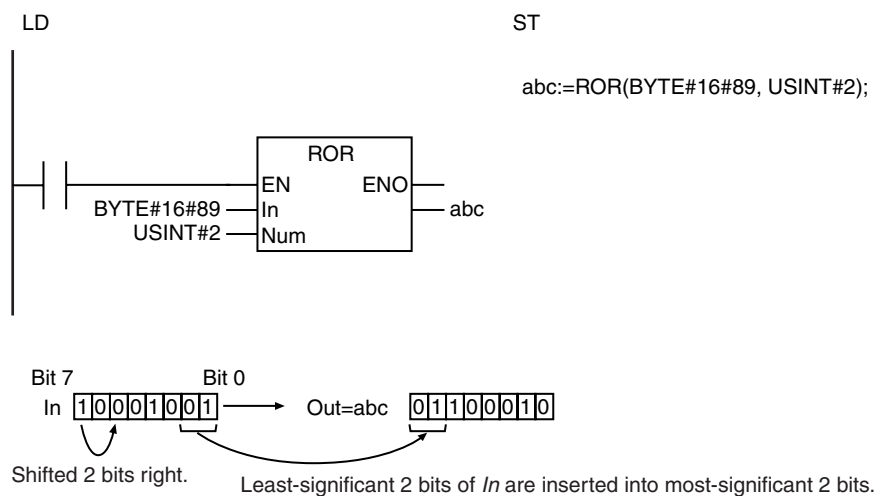 LD
ST
abc:=ROR(BYTE#16#89, USINT#2);
ROR
EN ENO
BYTE#16#89 In abc
USINT#2 Num
Bit 7 Bit 0
In 1 0 0 0 1 0 0 1 Out=abc 0 1 1 0 0 0 1 0
Shifted 2 bits right.
Least-significant 2 bits of In are inserted into most-significant 2 bits.